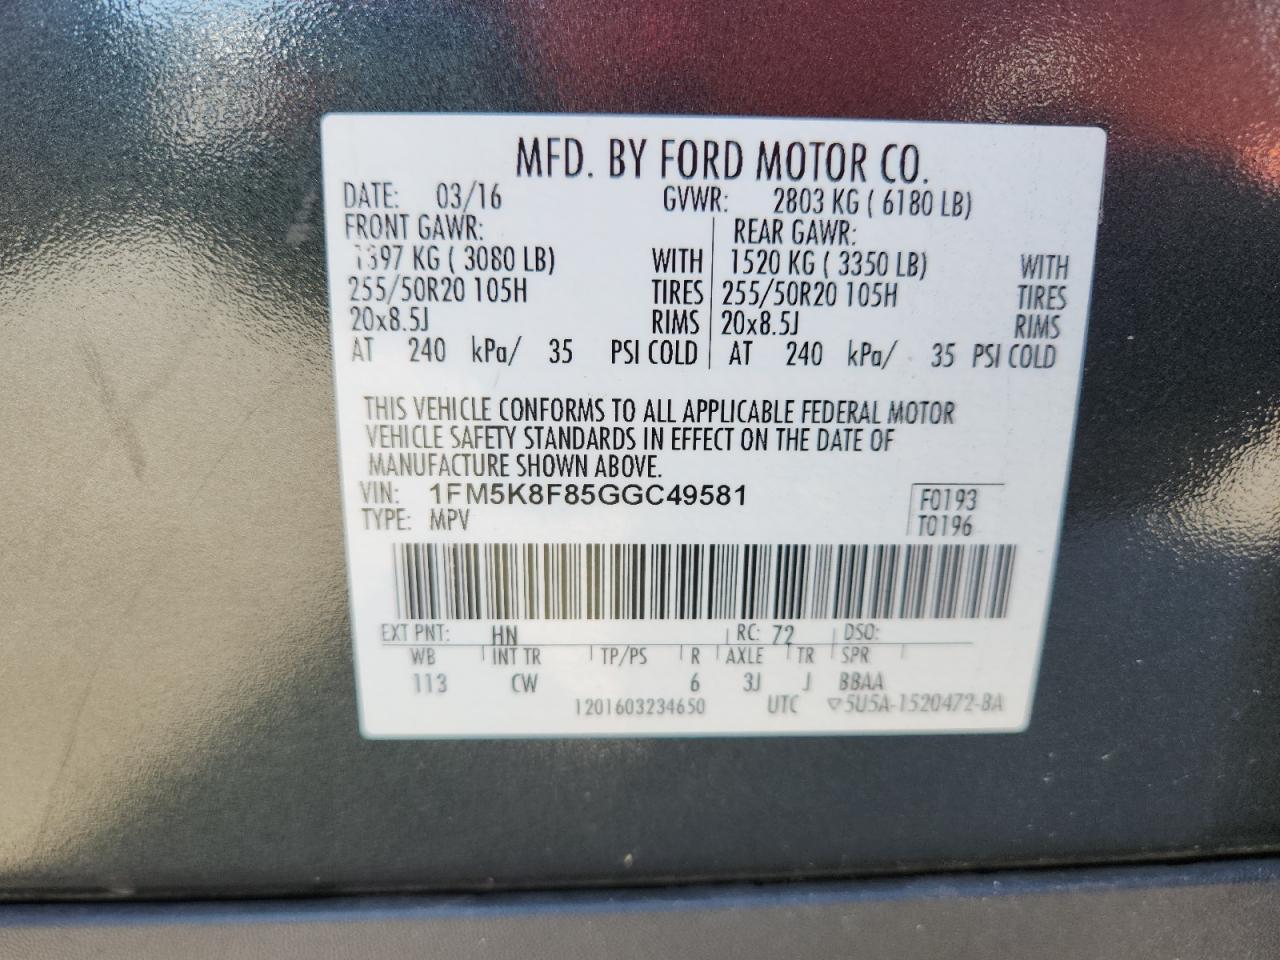 MFD. BY FORD MOTOR CO.
DATE: 03/16 GVWR: 2803 KG ( 6180 LB)
FRONT GAWR: REAR GAWR:
1397 KG ( 3080 LB) WITH 1520 KG ( 3350 LB) WITH
255/50R20 105H TIRES 255/50R20 105H TIRES
20x8.5J RIMS 20x8.5J RIMS
AT 240 kPa/ 35 PSI COLD AT 240 kPa/ 35 PSI COLD
THIS VEHICLE CONFORMS TO ALL APPLICABLE FEDERAL MOTOR
VEHICLE SAFETY STANDARDS IN EFFECT ON THE DATE OF
MANUFACTURE SHOWN ABOVE.
VIN: 1FM5K8F85GGC49581 F0193
TYPE: MPV T0196
EXT PNT: HN RC: 72 DSO:
WB INT TR TP/PS R AXLE TR SPR
113 CW 6 3J J BBAA
1201603234650 UTC ▽5U5A-1520472-BA